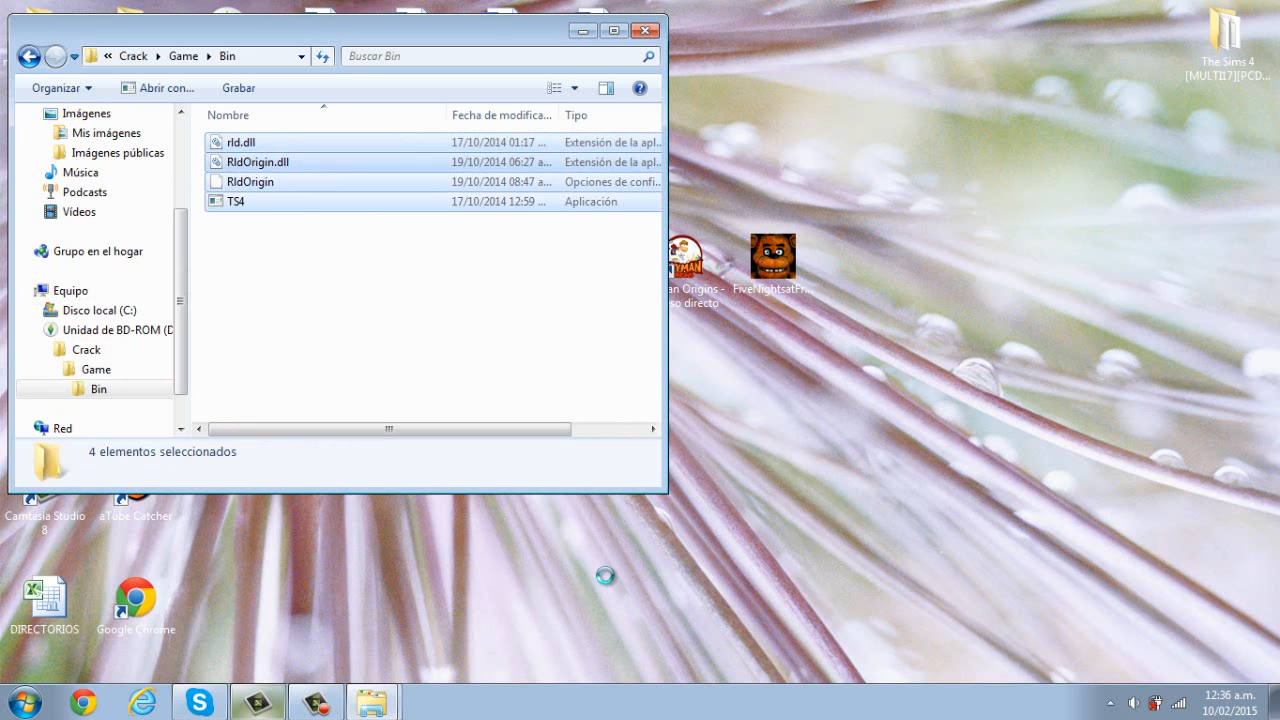 « Crack Game Bin
Buscar Bin
Organizar
Abrir con...
Grabar
Imágenes
Mis imágenes
Imágenes públicas
Música
Podcasts
Vídeos
Grupo en el hogar
Equipo
Disco local (C:)
Unidad de BD-ROM (D
Crack
Game
Bin
Red
Nombre Fecha de modifica... Tipo
rld.dll 17/10/2014 01:17 ... Extensión de la apl...
RldOrigin.dll 19/10/2014 06:27 a... Extensión de la apl...
RldOrigin 19/10/2014 08:47 a... Opciones de confi...
TS4 17/10/2014 12:59 ... Aplicación
4 elementos seleccionados
The Sims 4
[MULTI17][PCD...
YMAN
an Origins -
so directo
FiveNightsatFr...
Camtasia Studio
8
aTube Catcher
DIRECTORIOS
Google Chrome
12:36 a.m.
10/02/2015